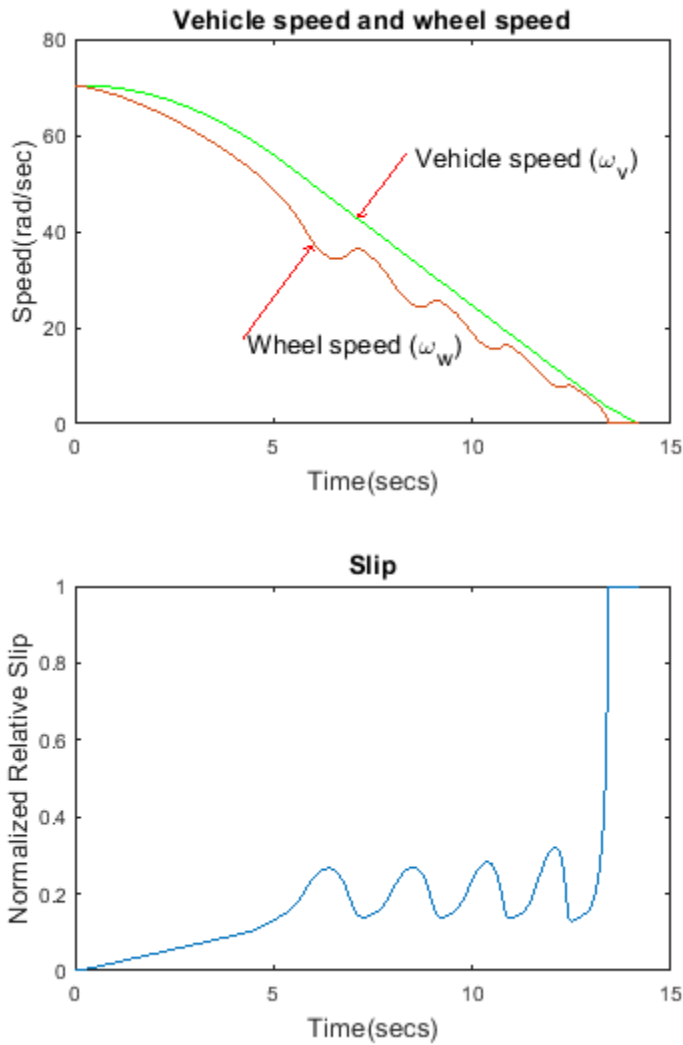 Vehicle speed and wheel speed
80
60
40
20
0
Speed(rad/sec)
Vehicle speed (ωv)
Wheel speed (ωw)
0 5 10 15
Time(secs)
Slip
1
0.8
0.6
0.4
0.2
0
Normalized Relative Slip
0 5 10 15
Time(secs)